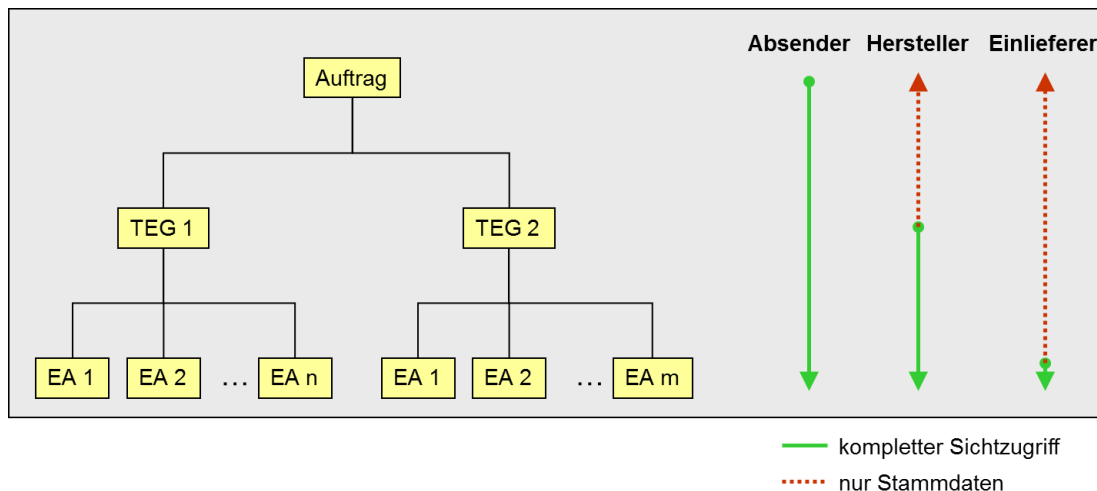 Absender Hersteller Einlieferer
Auftrag
TEG 1 TEG 2
EA 1 EA 2 ... EA n EA 1 EA 2 ... EA m
kompletter Sichtzugriff
nur Stammdaten